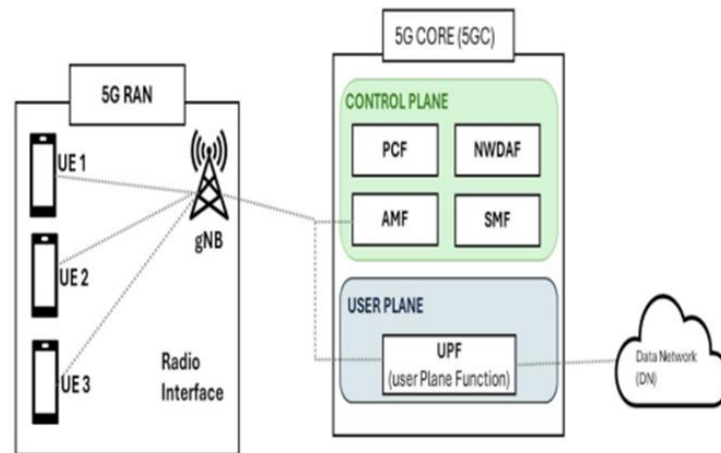 5G RAN
UE 1
UE 2
UE 3
gNB
Radio
Interface
5G CORE (5GC)
CONTROL PLANE
PCF
NWDAF
AMF
SMF
USER PLANE
UPF
(user Plane Function)
Data Network
(DN)